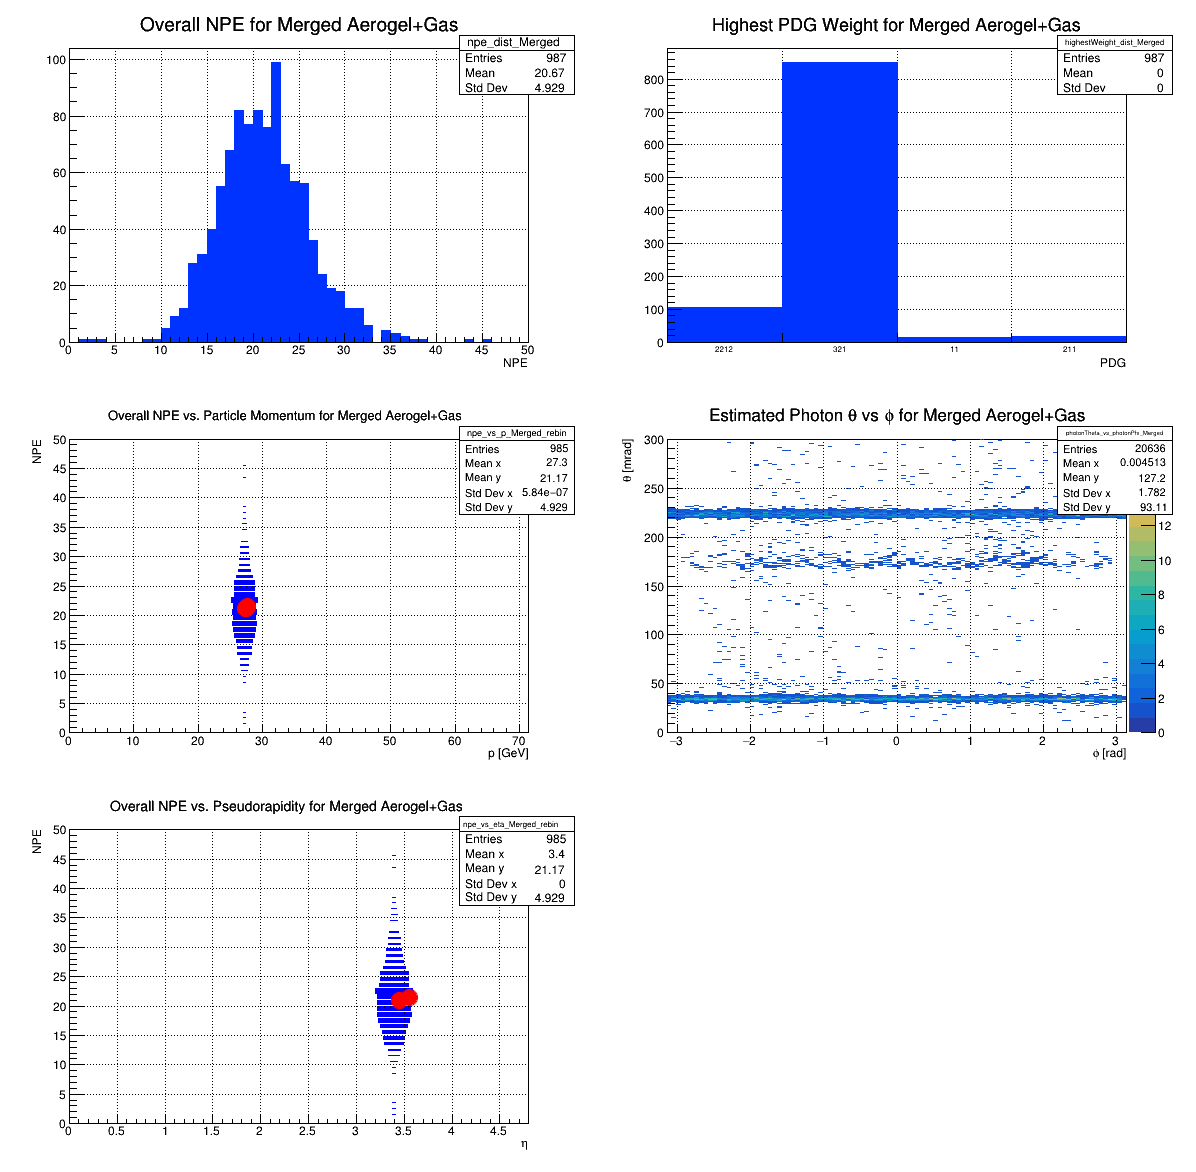 Overall NPE for Merged Aerogel+Gas
npe_dist_Merged
Entries 987
Mean 20.67
Std Dev 4.929
100
80
60
40
20
0
0 5 10 15 20 25 30 35 40 45 50
NPE
Highest PDG Weight for Merged Aerogel+Gas
highestWeight_dist_Merged
Entries 987
Mean 0
Std Dev 0
800
700
600
500
400
300
200
100
0
2212 321 11 211
PDG
Overall NPE vs. Particle Momentum for Merged Aerogel+Gas
npe_vs_p_Merged_rebin
Entries 985
Mean x 27.3
Mean y 21.17
Std Dev x 5.84e−07
Std Dev y 4.929
NPE
50
45
40
35
30
25
20
15
10
5
0
0 10 20 30 40 50 60 70
p [GeV]
Estimated Photon θ vs ϕ for Merged Aerogel+Gas
photonTheta_vs_photonPhi_Merged
Entries 20636
Mean x 0.004513
Mean y 127.2
Std Dev x 1.782
Std Dev y 93.11
θ [mrad]
300
250
200
150
100
50
0
−3 −2 −1 0 1 2 3
ϕ [rad]
12
10
8
6
4
2
0
Overall NPE vs. Pseudorapidity for Merged Aerogel+Gas
npe_vs_eta_Merged_rebin
Entries 985
Mean x 3.4
Mean y 21.17
Std Dev x 0
Std Dev y 4.929
NPE
50
45
40
35
30
25
20
15
10
5
0
0 0.5 1 1.5 2 2.5 3 3.5 4 4.5
η